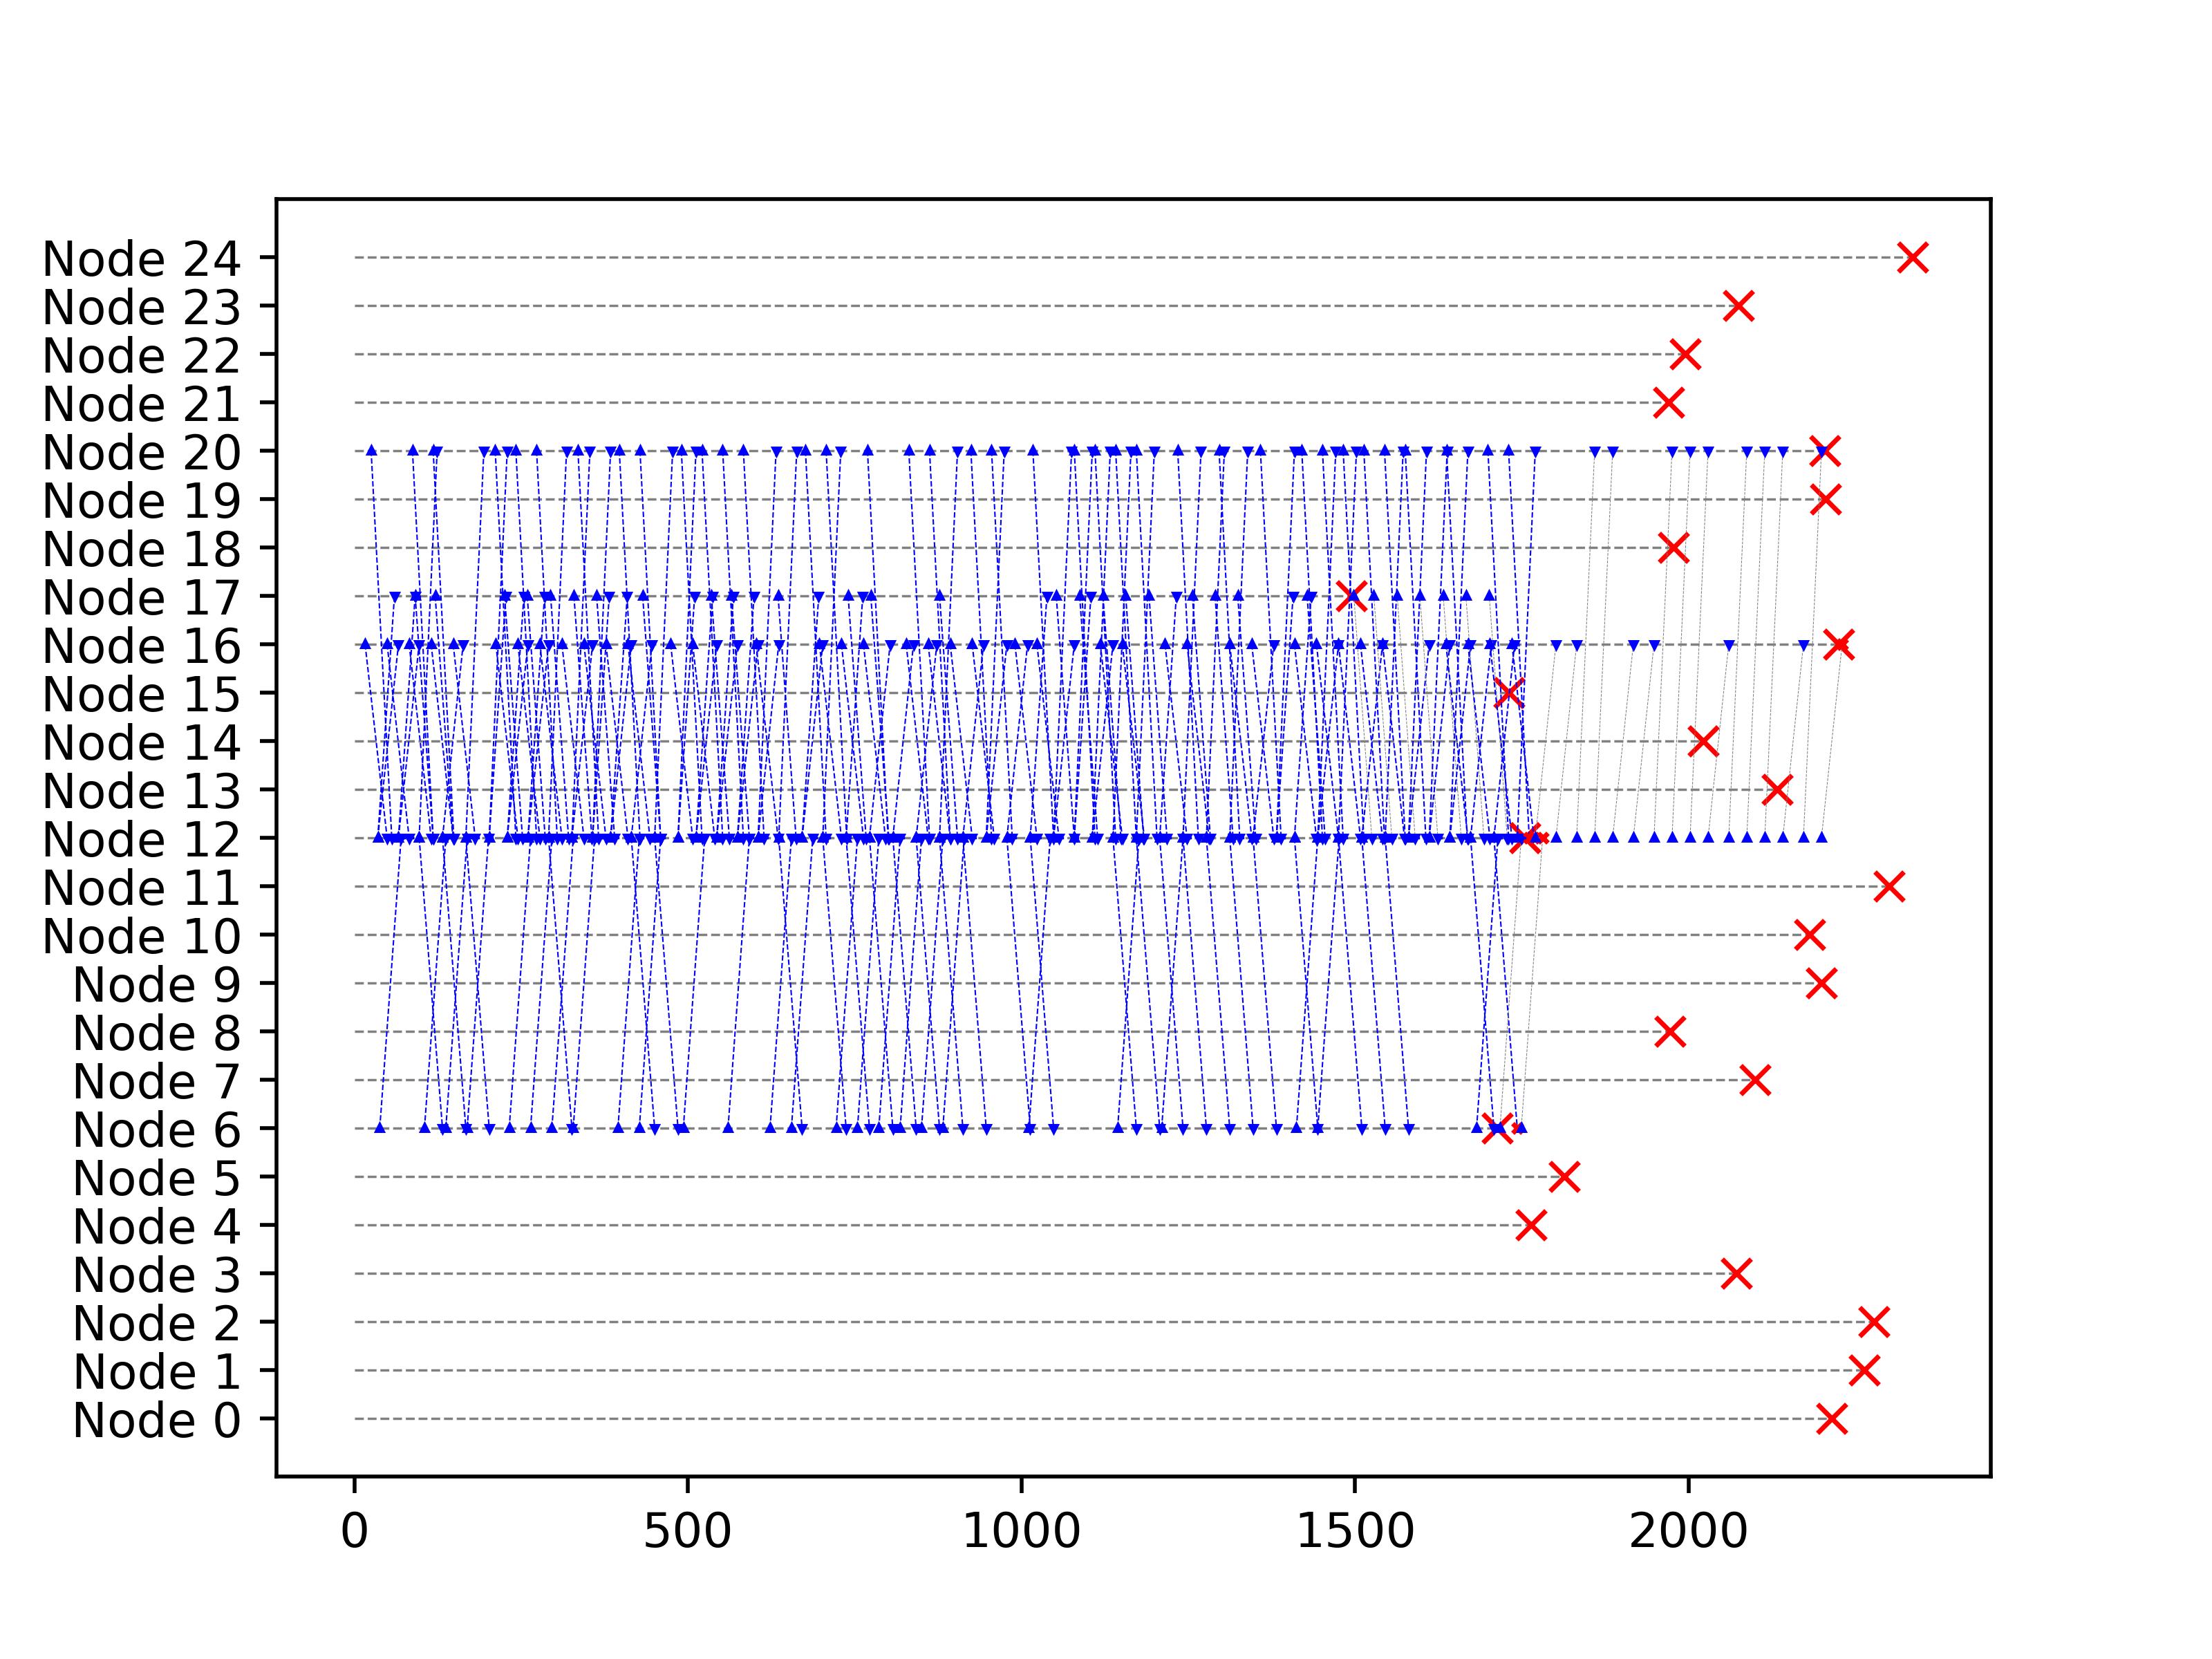 Node 24
Node 23
Node 22
Node 21
Node 20
Node 19
Node 18
Node 17
Node 16
Node 15
Node 14
Node 13
Node 12
Node 11
Node 10
Node 9
Node 8
Node 7
Node 6
Node 5
Node 4
Node 3
Node 2
Node 1
Node 0
0 500 1000 1500 2000